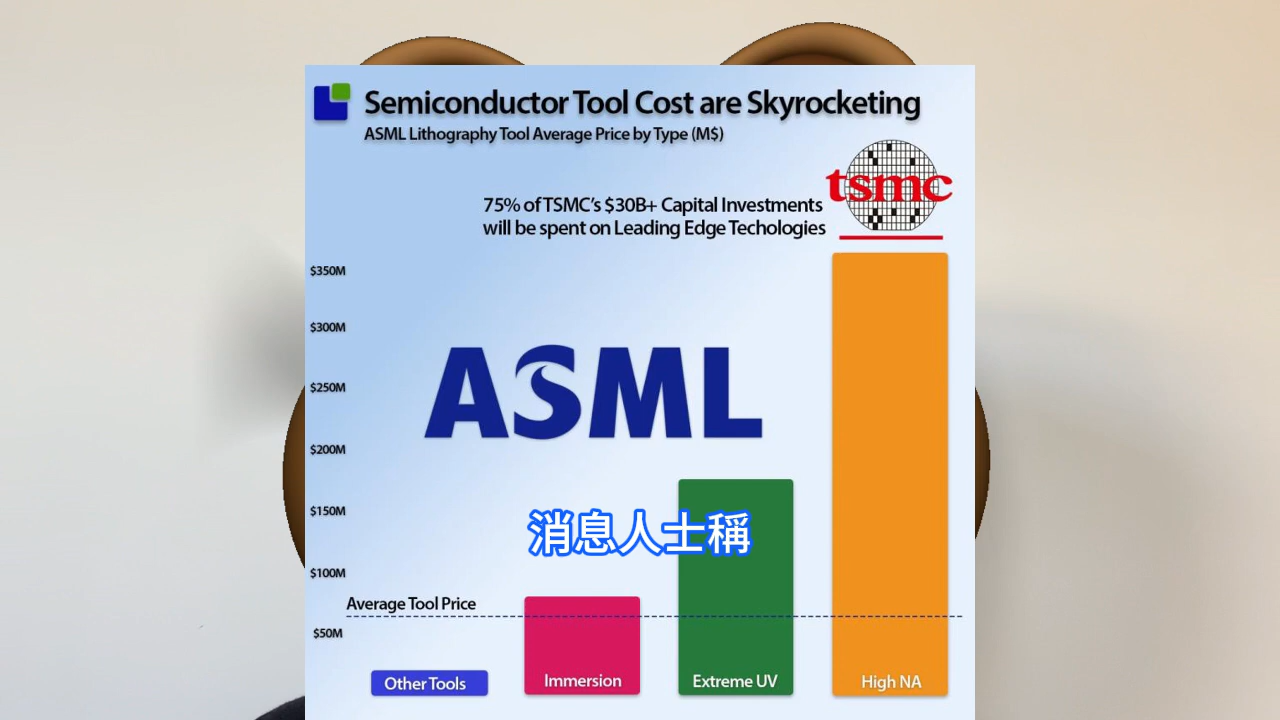 Semiconductor Tool Cost are Skyrocketing
ASML Lithography Tool Average Price by Type (M$)
tsmc
75% of TSMC's $30B+ Capital Investments
will be spent on Leading Edge Techologies
$350M
$300M
$250M
ASML
$200M
$150M
消息人士稱
$100M
Average Tool Price
$50M
Other Tools
Immersion
Extreme UV
High NA